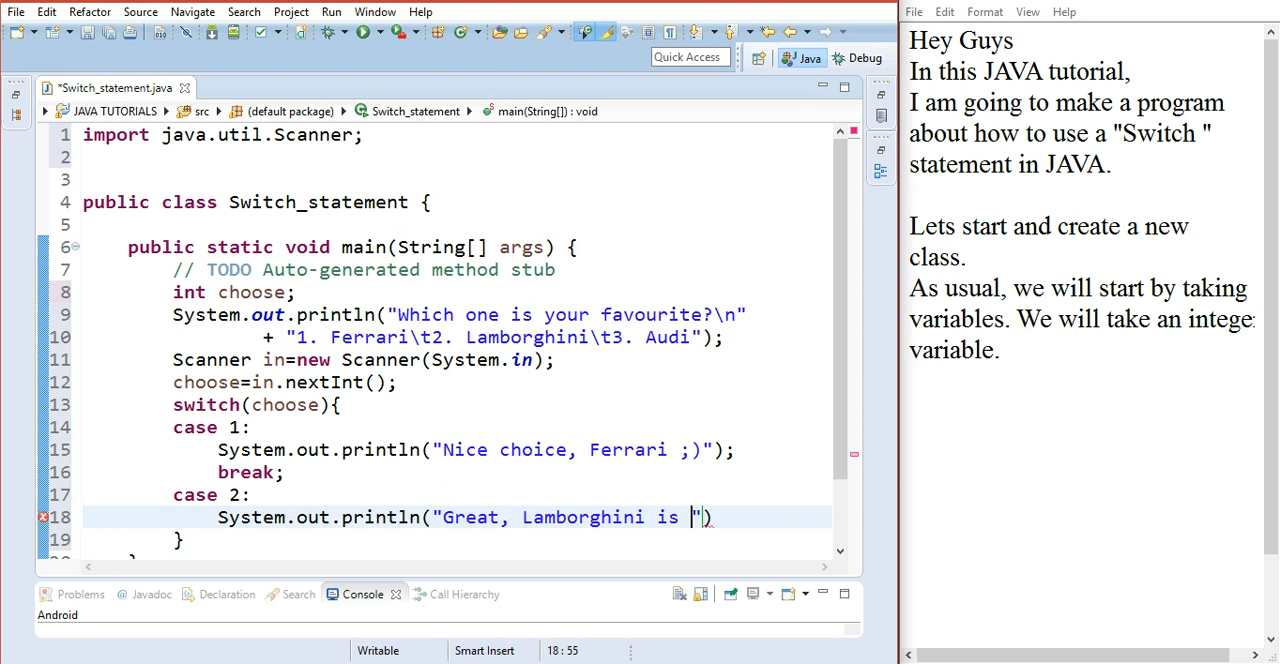 File Edit Refactor Source Navigate Search Project Run Window Help
Quick Access Java Debug
*Switch_statement.java
JAVA TUTORIALS src (default package) Switch_statement main(String[]) : void
1 import java.util.Scanner;
2
3
4 public class Switch_statement {
5
6 public static void main(String[] args) {
7 // TODO Auto-generated method stub
8 int choose;
9 System.out.println("Which one is your favourite?\n"
10 + "1. Ferrari\t2. Lamborghini\t3. Audi");
11 Scanner in=new Scanner(System.in);
12 choose=in.nextInt();
13 switch(choose){
14 case 1:
15 System.out.println("Nice choice, Ferrari ;)");
16 break;
17 case 2:
18 System.out.println("Great, Lamborghini is ")
19 }
Problems @ Javadoc Declaration Search Console Call Hierarchy
Android
Writable Smart Insert 18 : 55
File Edit Format View Help
Hey Guys
In this JAVA tutorial,
I am going to make a program
about how to use a "Switch "
statement in JAVA.
Lets start and create a new
class.
As usual, we will start by taking
variables. We will take an intege
variable.